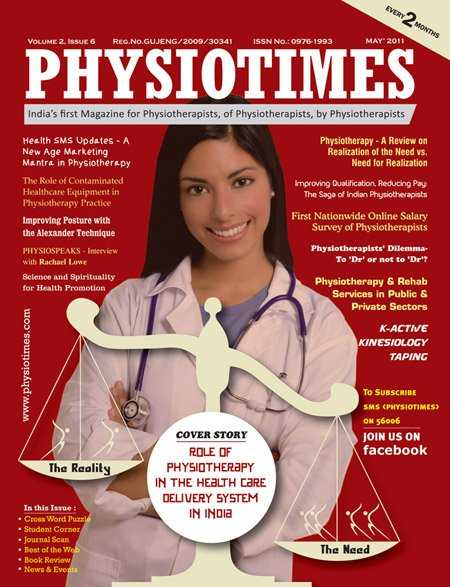 EVERY 2 MONTHS
VOLUME 2, ISSUE 6 REG.NO.GUJENG/2009/30341 ISSN NO.: 0976-1993 MAY' 2011
PHYSIOTIMES
India's first Magazine for Physiotherapists, of Physiotherapists, by Physiotherapists
Health SMS Updates - A
New Age Marketing
Mantra in Physiotherapy
The Role of Contaminated
Healthcare Equipment in
Physiotherapy Practice
Improving Posture with
the Alexander Technique
PHYSIOSPEAKS - Interview
with Rachael Lowe
Science and Spirituality
for Health Promotion
Physiotherapy - A Review on
Realization of the Need vs.
Need for Realization
Improving Qualification, Reducing Pay:
The Saga of Indian Physiotherapists
First Nationwide Online Salary
Survey of Physiotherapists
Physiotherapists' Dilemma-
To 'Dr' or not to 'Dr'?
Physiotherapy & Rehab
Services in Public &
Private Sectors
K-ACTIVE
KINESIOLOGY
TAPING
TO SUBSCRIBE
SMS <PHYSIOTIMES>
ON 56006
JOIN US ON
facebook
www.physiotimes.com
The Reality
COVER STORY
ROLE OF
PHYSIOTHERAPY
IN THE HEALTH CARE
DELIVERY SYSTEM
IN INDIA
The Need
In this Issue :
• Cross Word Puzzle
• Student Corner
• Journal Scan
• Best of the Web
• Book Review
• News & Events